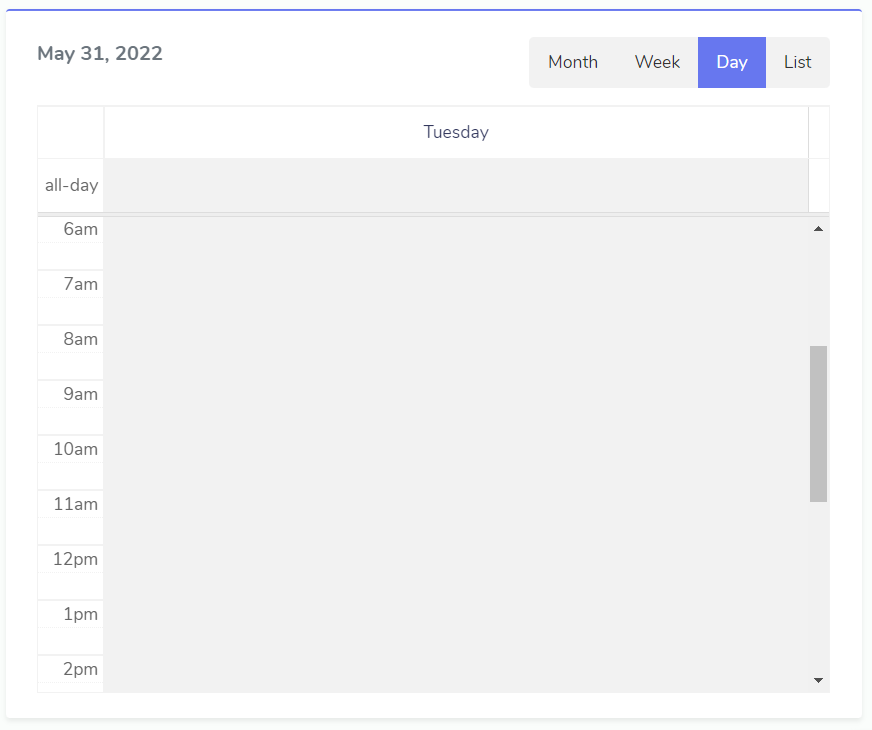 May 31, 2022
Month Week Day List
Tuesday
all-day
6am
7am
8am
9am
10am
11am
12pm
1pm
2pm